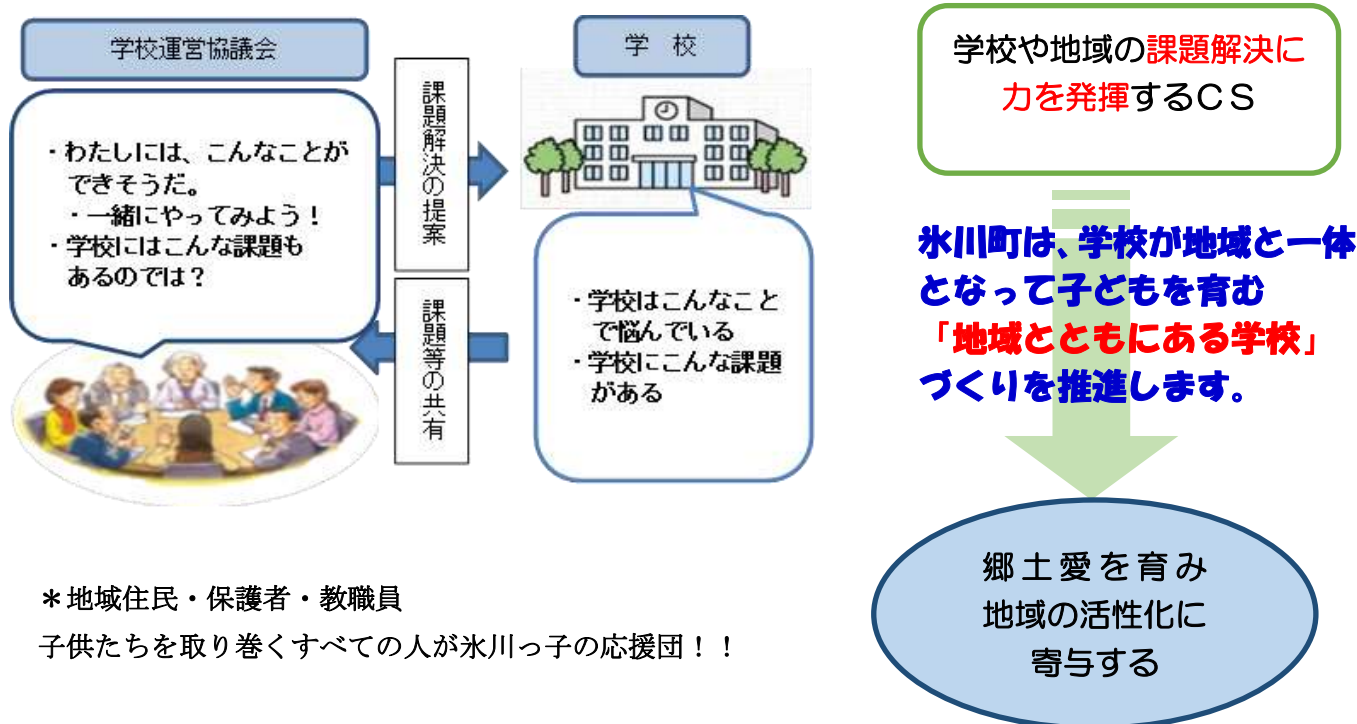 学校運営協議会
・わたしには、こんなことが
できそうだ。
・一緒にやってみよう！
・学校にはこんな課題も
あるのでは？
課題解決の提案
課題等の共有
学 校
・学校はこんなこと
で悩んでいる
・学校にこんな課題
がある
＊地域住民・保護者・教職員
子供たちを取り巻くすべての人が氷川っ子の応援団！！
学校や地域の課題解決に
力を発揮するＣＳ
氷川町は、学校が地域と一体
となって子どもを育む
「地域とともにある学校」
づくりを推進します。
郷土愛を育み
地域の活性化に
寄与する